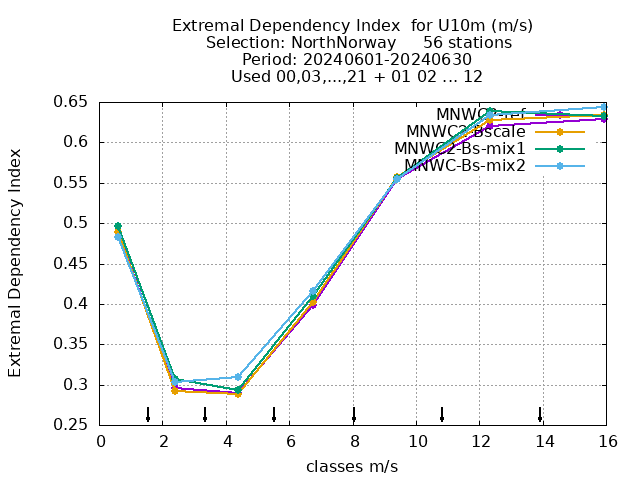 Extremal Dependency Index for U10m (m/s)
Selection: NorthNorway 56 stations
Period: 20240601-20240630
Used 00,03,...,21 + 01 02 ... 12
Extremal Dependency Index
0.65
0.6
0.55
0.5
0.45
0.4
0.35
0.3
0.25
MNWC2-Bscale
MNWC2-Bs-mix1
MNWC-Bs-mix2
0 2 4 6 8 10 12 14 16
classes m/s